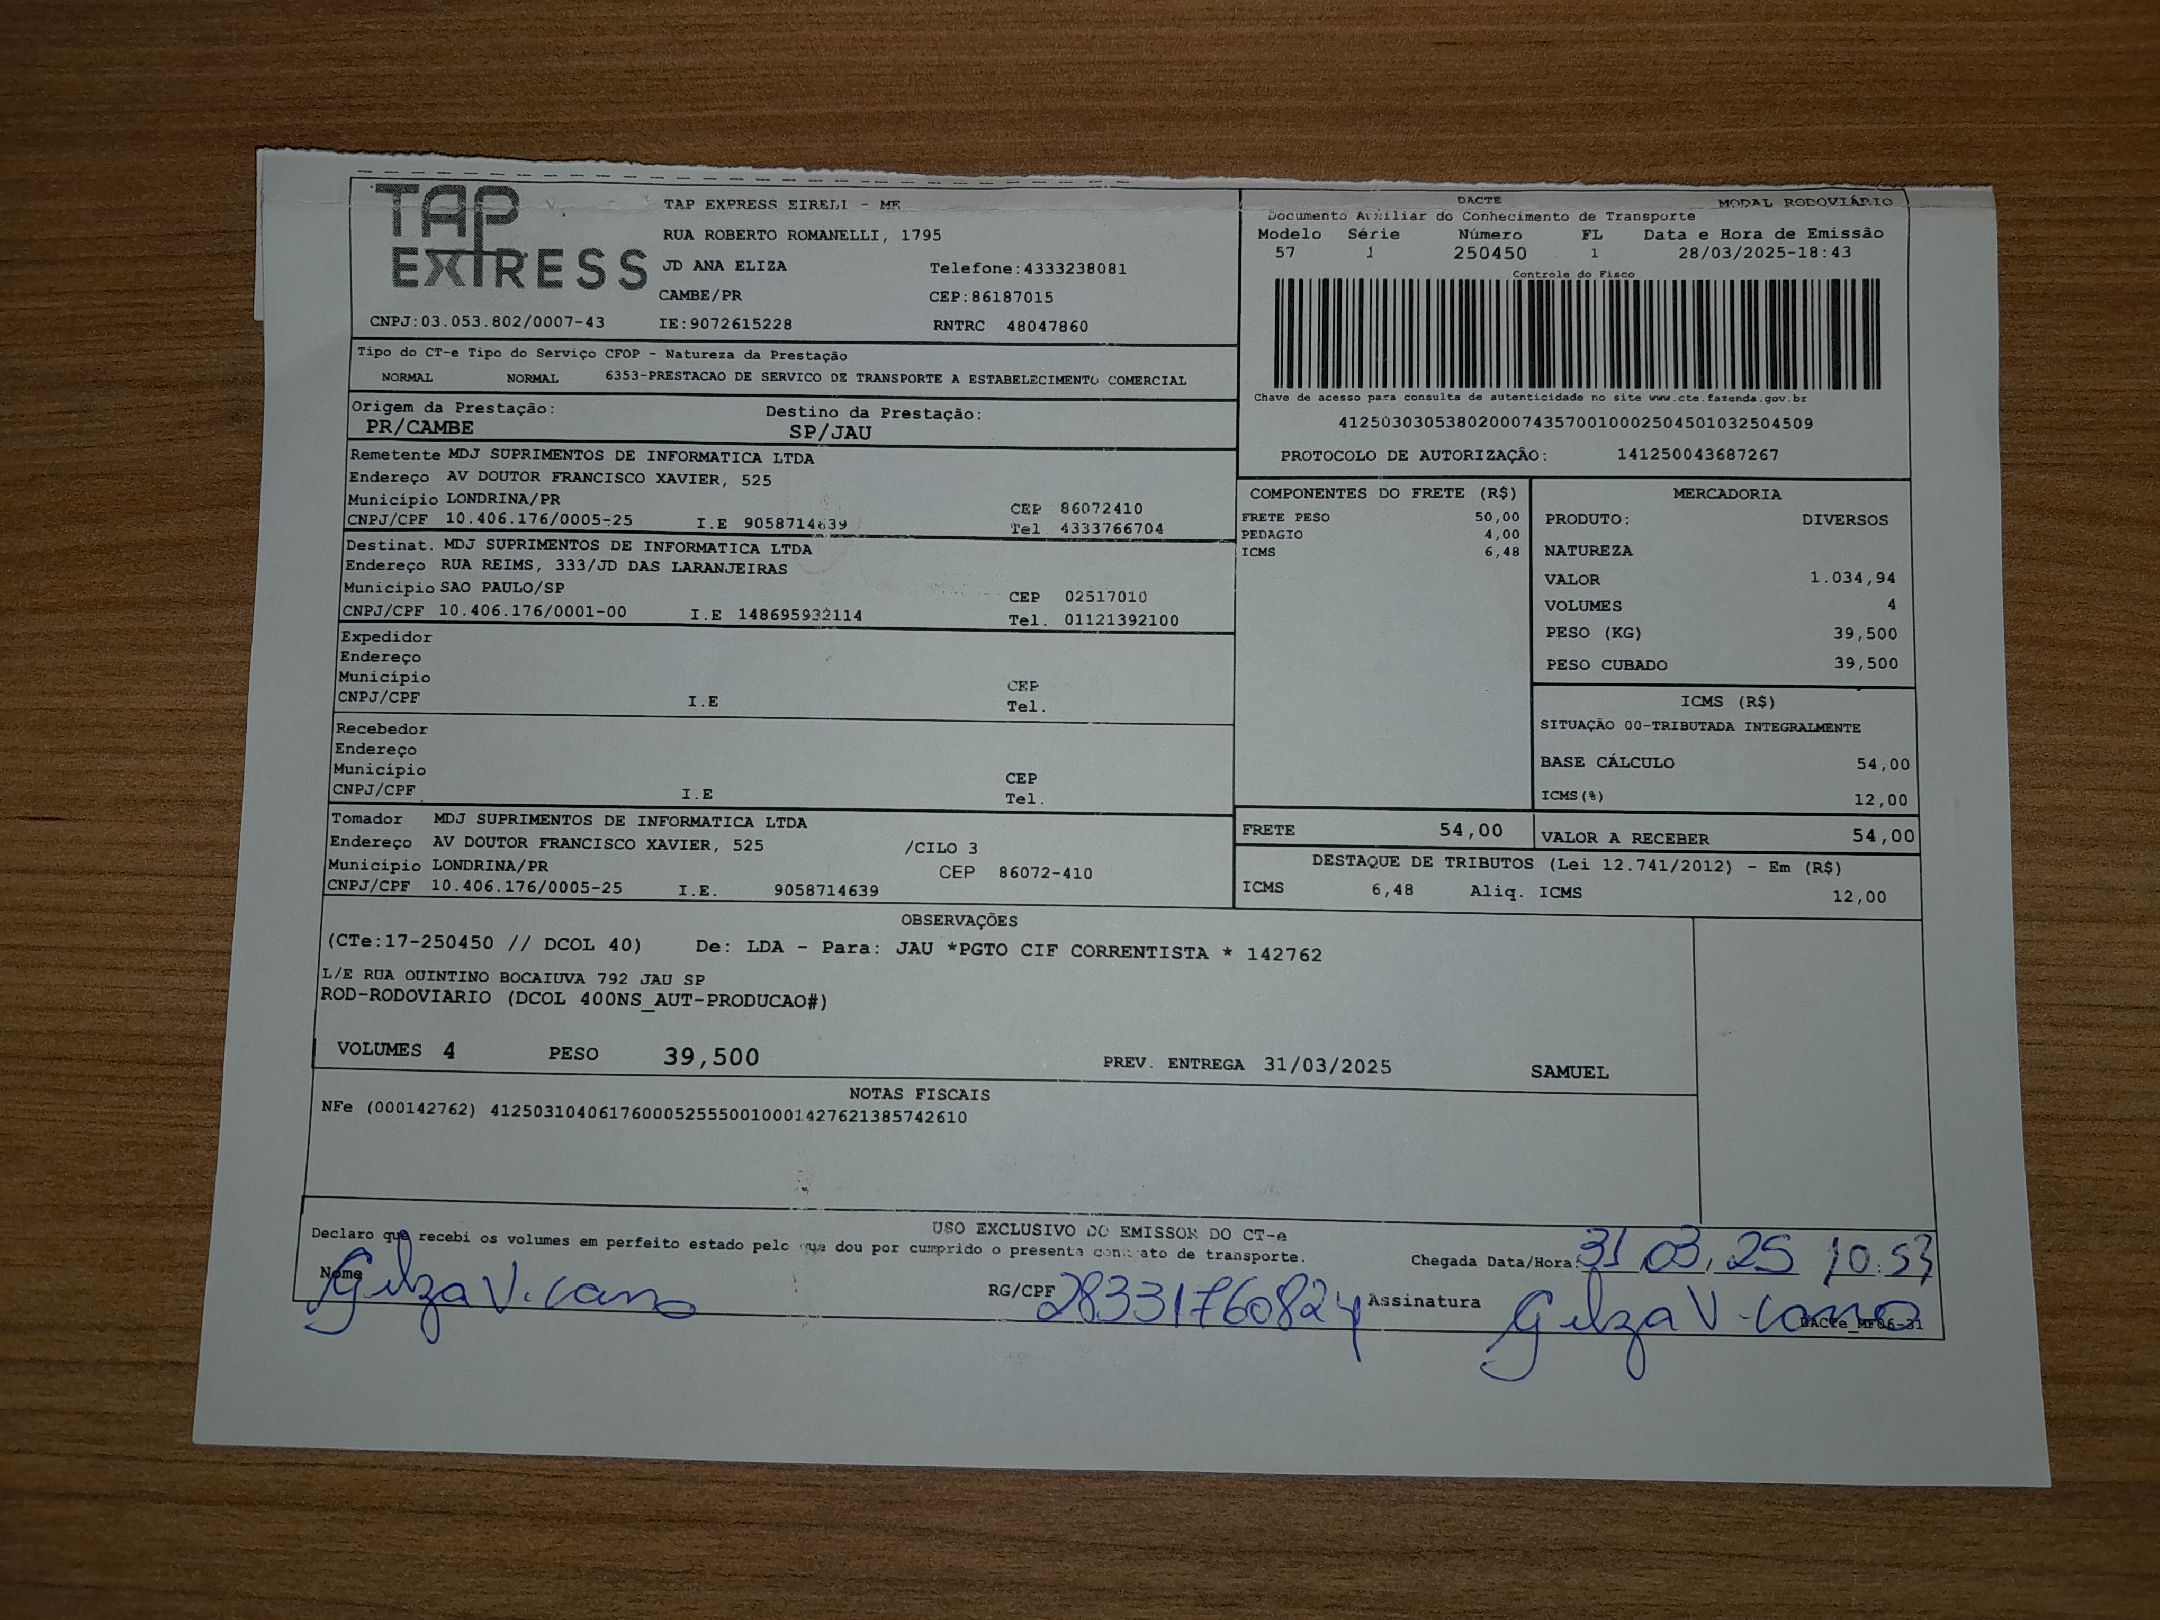 TAP EXPRESS
TAP EXPRESS EIRELI - ME
RUA ROBERTO ROMANELLI, 1795
JD ANA ELIZA Telefone:4333238081
CAMBE/PR CEP:86187015
CNPJ:03.053.802/0007-43 IE:9072615228 RNTRC 48047860
DACTE MODAL RODOVIÁRIO
Documento Auxiliar do Conhecimento de Transporte
Modelo Série Número FL Data e Hora de Emissão
57 1 250450 1 28/03/2025-18:43
Controle do Fisco
Chave de acesso para consulta de autenticidade no site www.cte.fazenda.gov.br
41250303053802000743570010002504501032504509
PROTOCOLO DE AUTORIZAÇÃO: 141250043687267
Tipo do CT-e Tipo do Serviço CFOP - Natureza da Prestação
NORMAL NORMAL 6353-PRESTACAO DE SERVICO DE TRANSPORTE A ESTABELECIMENTO COMERCIAL
Origem da Prestação: Destino da Prestação:
PR/CAMBE SP/JAU
Remetente MDJ SUPRIMENTOS DE INFORMATICA LTDA
Endereço AV DOUTOR FRANCISCO XAVIER, 525
Município LONDRINA/PR CEP 86072410
CNPJ/CPF 10.406.176/0005-25 I.E 9058714639 Tel 4333766704
Destinat. MDJ SUPRIMENTOS DE INFORMATICA LTDA
Endereço RUA REIMS, 333/JD DAS LARANJEIRAS
Município SAO PAULO/SP CEP 02517010
CNPJ/CPF 10.406.176/0001-00 I.E 148695932114 Tel. 01121392100
Expedidor
Endereço
Município CEP
CNPJ/CPF I.E Tel.
Recebedor
Endereço
Município CEP
CNPJ/CPF I.E Tel.
Tomador MDJ SUPRIMENTOS DE INFORMATICA LTDA
Endereço AV DOUTOR FRANCISCO XAVIER, 525 /CILO 3
Município LONDRINA/PR CEP 86072-410
CNPJ/CPF 10.406.176/0005-25 I.E. 9058714639
COMPONENTES DO FRETE (R$)
FRETE PESO 50,00
PEDAGIO 4,00
ICMS 6,48
MERCADORIA
PRODUTO: DIVERSOS
NATUREZA
VALOR 1.034,94
VOLUMES 4
PESO (KG) 39,500
PESO CUBADO 39,500
ICMS (R$)
SITUAÇÃO 00-TRIBUTADA INTEGRALMENTE
BASE CÁLCULO 54,00
ICMS(%) 12,00
FRETE 54,00 VALOR A RECEBER 54,00
DESTAQUE DE TRIBUTOS (Lei 12.741/2012) - Em (R$)
ICMS 6,48 Aliq. ICMS 12,00
OBSERVAÇÕES
(CTe:17-250450 // DCOL 40) De: LDA - Para: JAU *PGTO CIF CORRENTISTA * 142762
L/E RUA QUINTINO BOCAIUVA 792 JAU SP
ROD-RODOVIARIO (DCOL 400NS_AUT-PRODUCAO#)
VOLUMES 4 PESO 39,500 PREV. ENTREGA 31/03/2025 SAMUEL
NOTAS FISCAIS
NFe (000142762) 41250310406176000525550010001427621385742610
USO EXCLUSIVO DO EMISSOR DO CT-e
Declaro que recebi os volumes em perfeito estado pelo que dou por cumprido o presente contrato de transporte.
Chegada Data/Hora: 31 03, 25 10:53
Nome Gilza V. Cano RG/CPF 28331760824 Assinatura Gilza V. Cano
DACTe_MF06-31